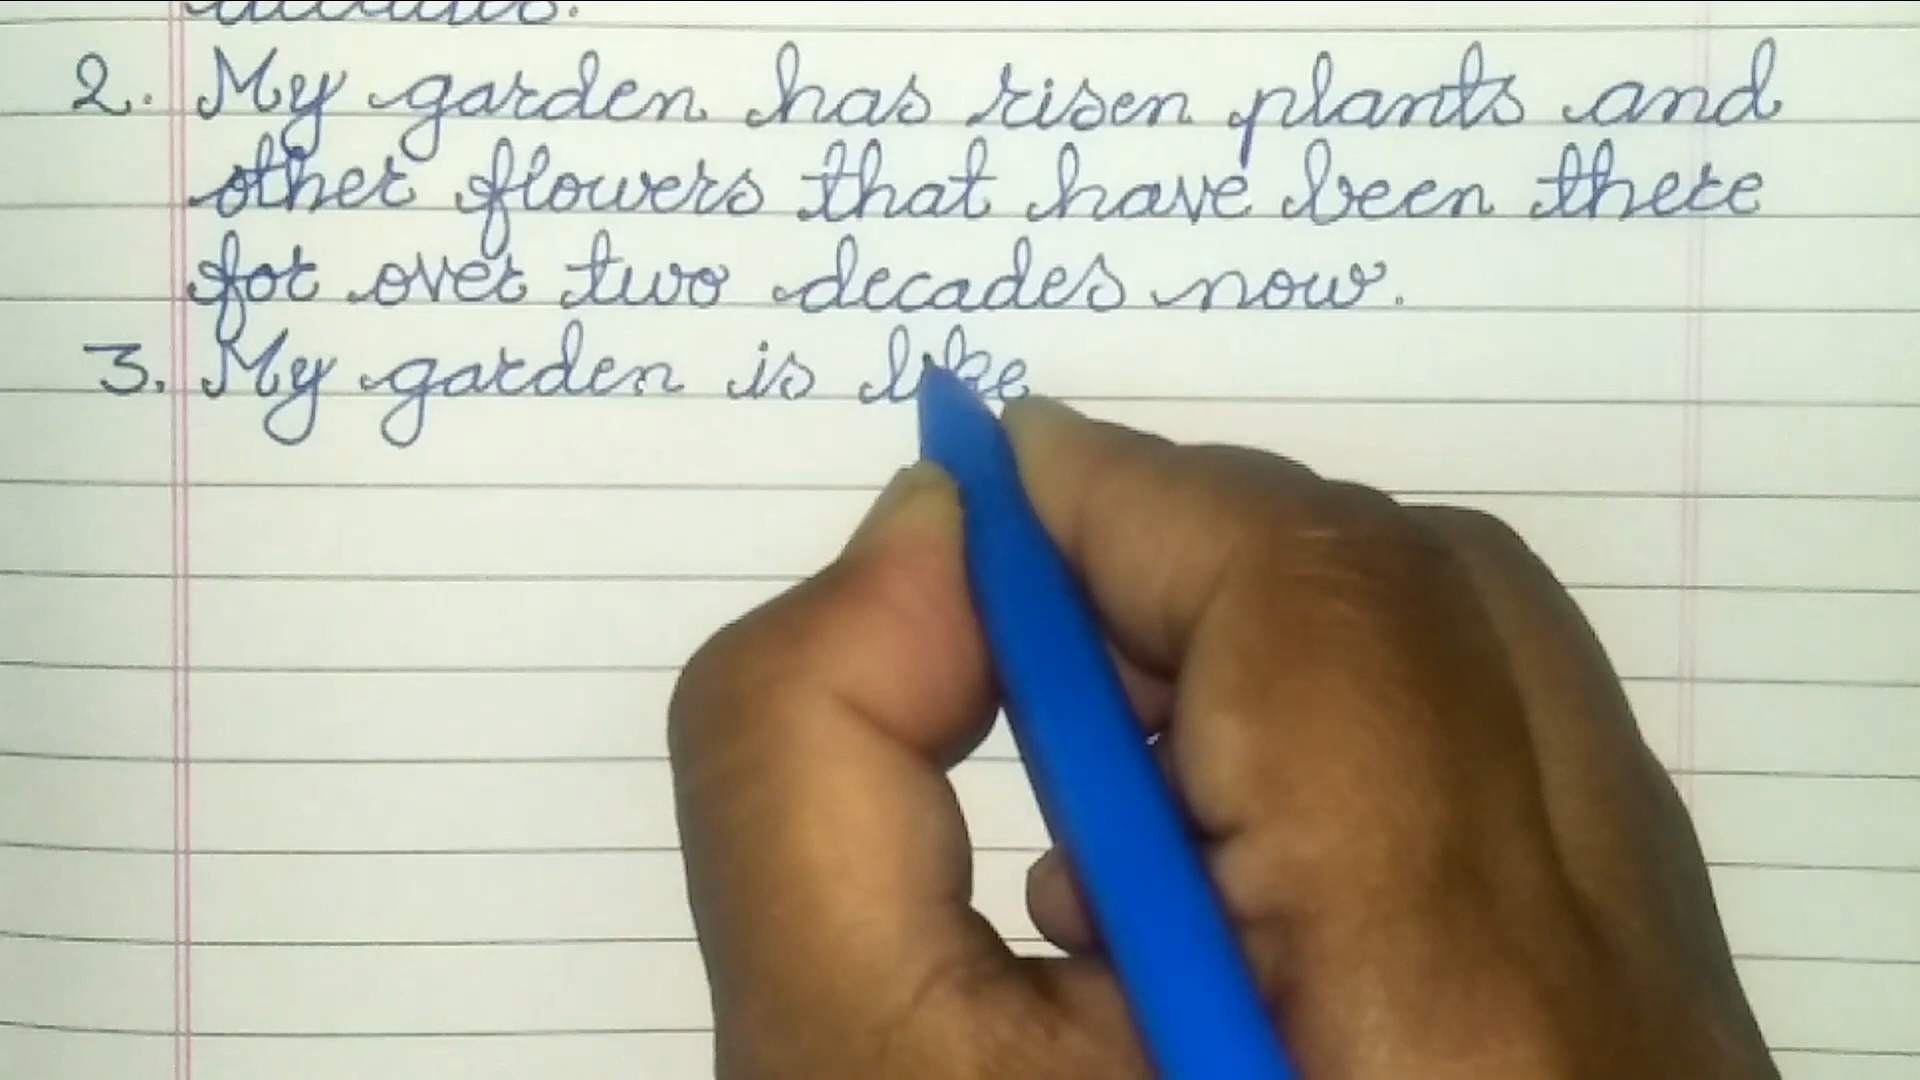 2. My garden has risen plants and
other flowers that have been there
for over two decades now.
3. My garden is like